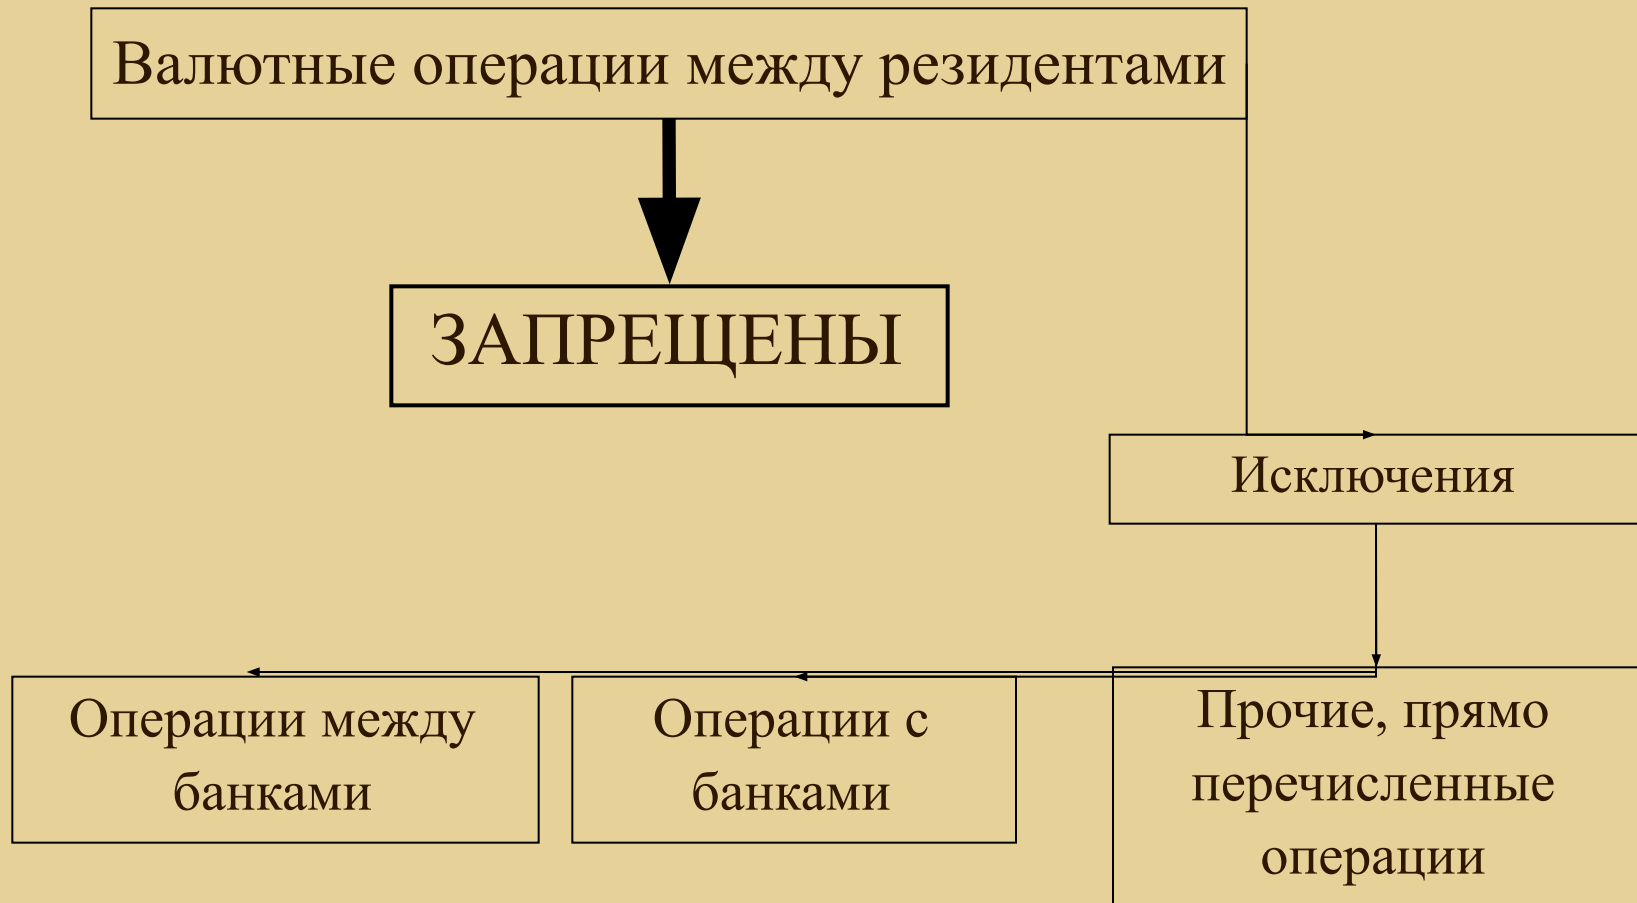 Валютные операции между резидентами
ЗАПРЕЩЕНЫ
Исключения
Операции между
банками
Операции с
банками
Прочие, прямо
перечисленные
операции